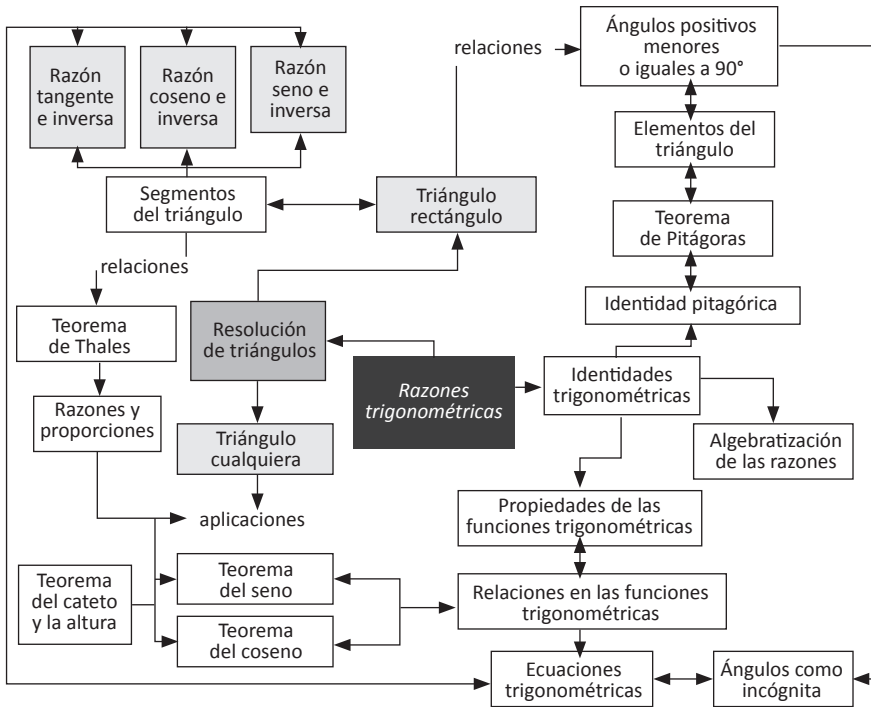 Razón
tangente
e inversa
Razón
coseno e
inversa
Razón
seno e
inversa
relaciones
Ángulos positivos
menores
o iguales a 90°
Elementos del
triángulo
Segmentos
del triángulo
Triángulo
rectángulo
Teorema
de Pitágoras
relaciones
Identidad pitagórica
Teorema
de Thales
Resolución
de triángulos
Razones
trigonométricas
Identidades
trigonométricas
Razones y
proporciones
Triángulo
cualquiera
Algebratización
de las razones
aplicaciones
Propiedades de las
funciones trigonométricas
Teorema
del cateto
y la altura
Teorema
del seno
Teorema
del coseno
Relaciones en las funciones
trigonométricas
Ecuaciones
trigonométricas
Ángulos como
incógnita